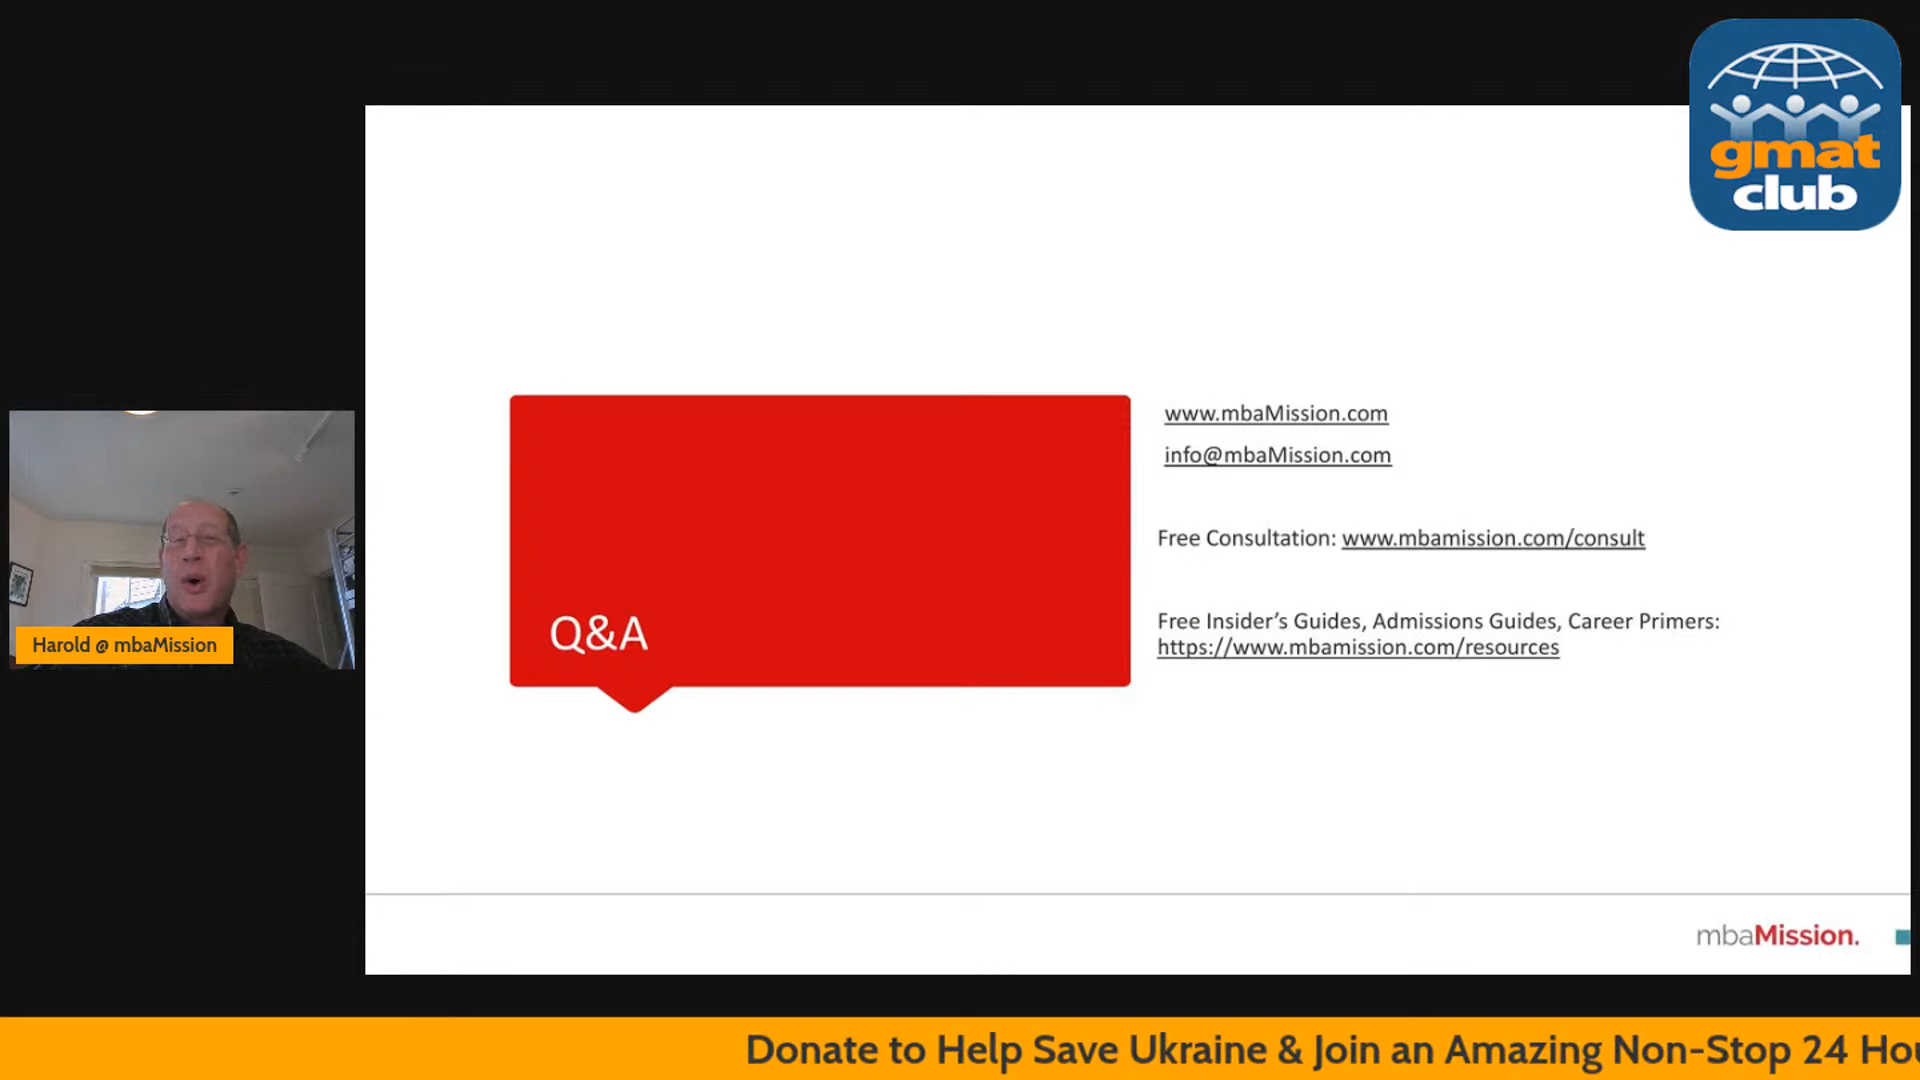 gmat
club
www.mbaMission.com
info@mbaMission.com
Free Consultation: www.mbamission.com/consult
Free Insider’s Guides, Admissions Guides, Career Primers:
https://www.mbamission.com/resources
Q&A
Harold @ mbaMission
mbaMission.
Donate to Help Save Ukraine & Join an Amazing Non-Stop 24